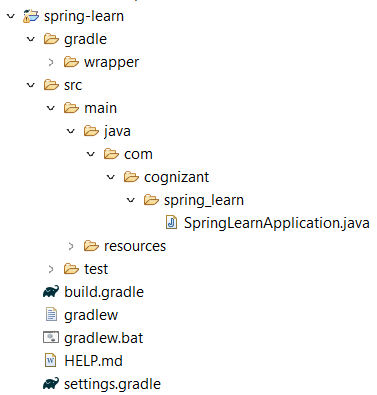 spring-learn
gradle
wrapper
src
main
java
com
cognizant
spring_learn
SpringLearnApplication.java
resources
test
build.gradle
gradlew
gradlew.bat
HELP.md
settings.gradle